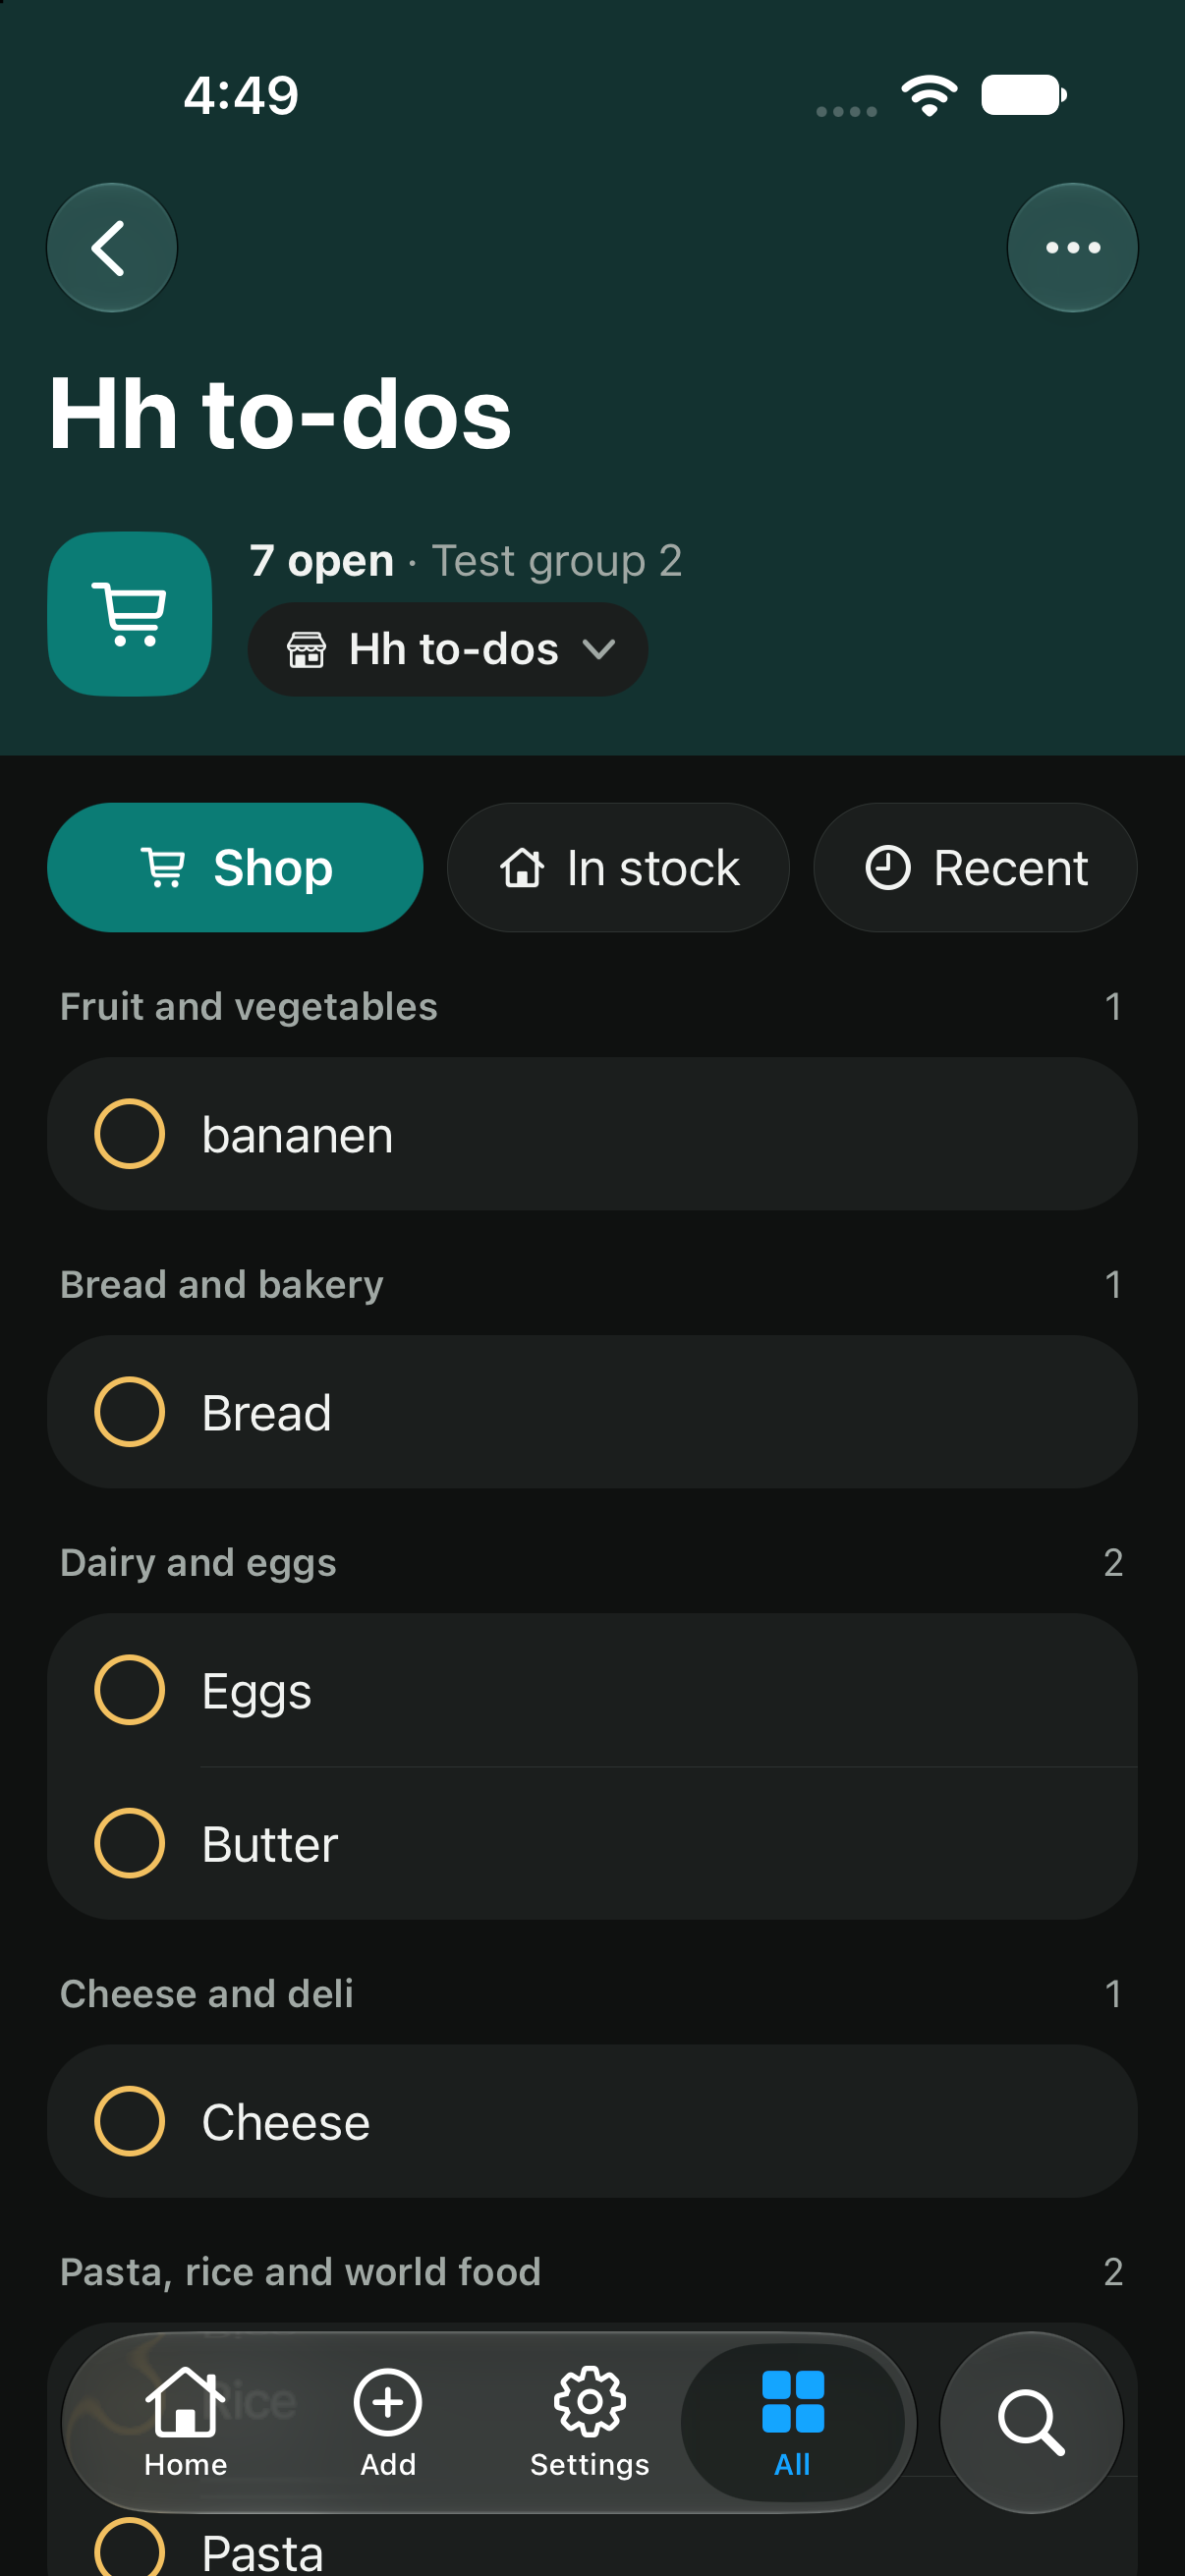 4:49
Hh to-dos
7 open · Test group 2
Hh to-dos
Shop
In stock
Recent
Fruit and vegetables 1
bananen
Bread and bakery 1
Bread
Dairy and eggs 2
Eggs
Butter
Cheese and deli 1
Cheese
Pasta, rice and world food 2
Rice
Home
Add
Settings
All
Pasta